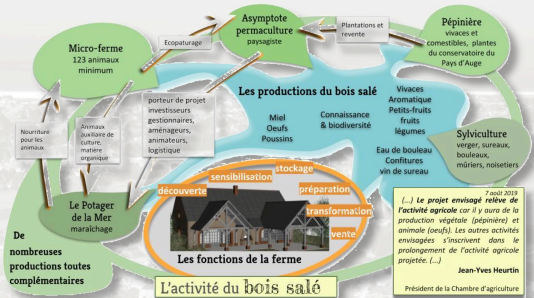 Asymptote
permaculture
paysagiste
Plantations et
revente
Pépinière
vivaces et
comestibles, plantes
du conservatoire du
Pays d'Auge
Micro-ferme
123 animaux
minimum
Ecopaturage
porteur de projet
investisseurs
gestionnaires,
aménageurs,
animateurs,
logistique
Les productions du bois salé
Miel
Oeufs
Poussins
Connaissance
& biodiversité
Vivaces
Aromatique
Petits-fruits
fruits
légumes
Eau de bouleau
Confitures
vin de sureau
Sylviculture
verger, sureaux,
bouleaux,
mûriers, noisetiers
Nourriture
pour les
animaux
Animaux
auxiliaire de
culture,
matière
organique
Le Potager
de la Mer
maraîchage
découverte
sensibilisation
stockage
préparation
transformation
vente
Les fonctions de la ferme
De
nombreuses
productions toutes
complémentaires
L'activité du bois salé
7 août 2019
(...) Le projet envisagé relève de
l'activité agricole car il y aura de la
production végétale (pépinière) et
animale (oeufs). Les autres activités
envisagées s'inscrivent dans le
prolongement de l'activité agricole
projetée. (...)
Jean-Yves Heurtin
Président de la Chambre d'agriculture